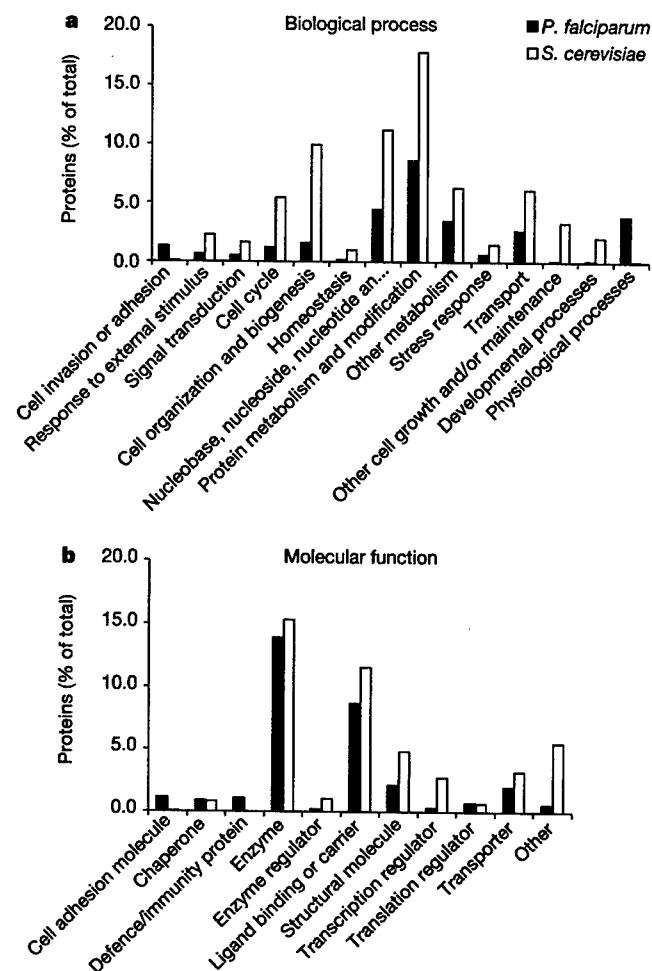 a
Biological process
P. falciparum
S. cerevisiae
Proteins (% of total)
20.0
15.0
10.0
5.0
0.0
Cell invasion or adhesion
Response to external stimulus
Signal transduction
Cell cycle
Cell organization and biogenesis
Homeostasis
Nucleobase, nucleoside, nucleotide an...
Protein metabolism and modification
Other metabolism
Stress response
Transport
Other cell growth and/or maintenance
Developmental processes
Physiological processes
b
Molecular function
Proteins (% of total)
20.0
15.0
10.0
5.0
0.0
Cell adhesion molecule
Chaperone
Defence/immunity protein
Enzyme
Enzyme regulator
Ligand binding or carrier
Structural molecule
Transcription regulator
Translation regulator
Transporter
Other